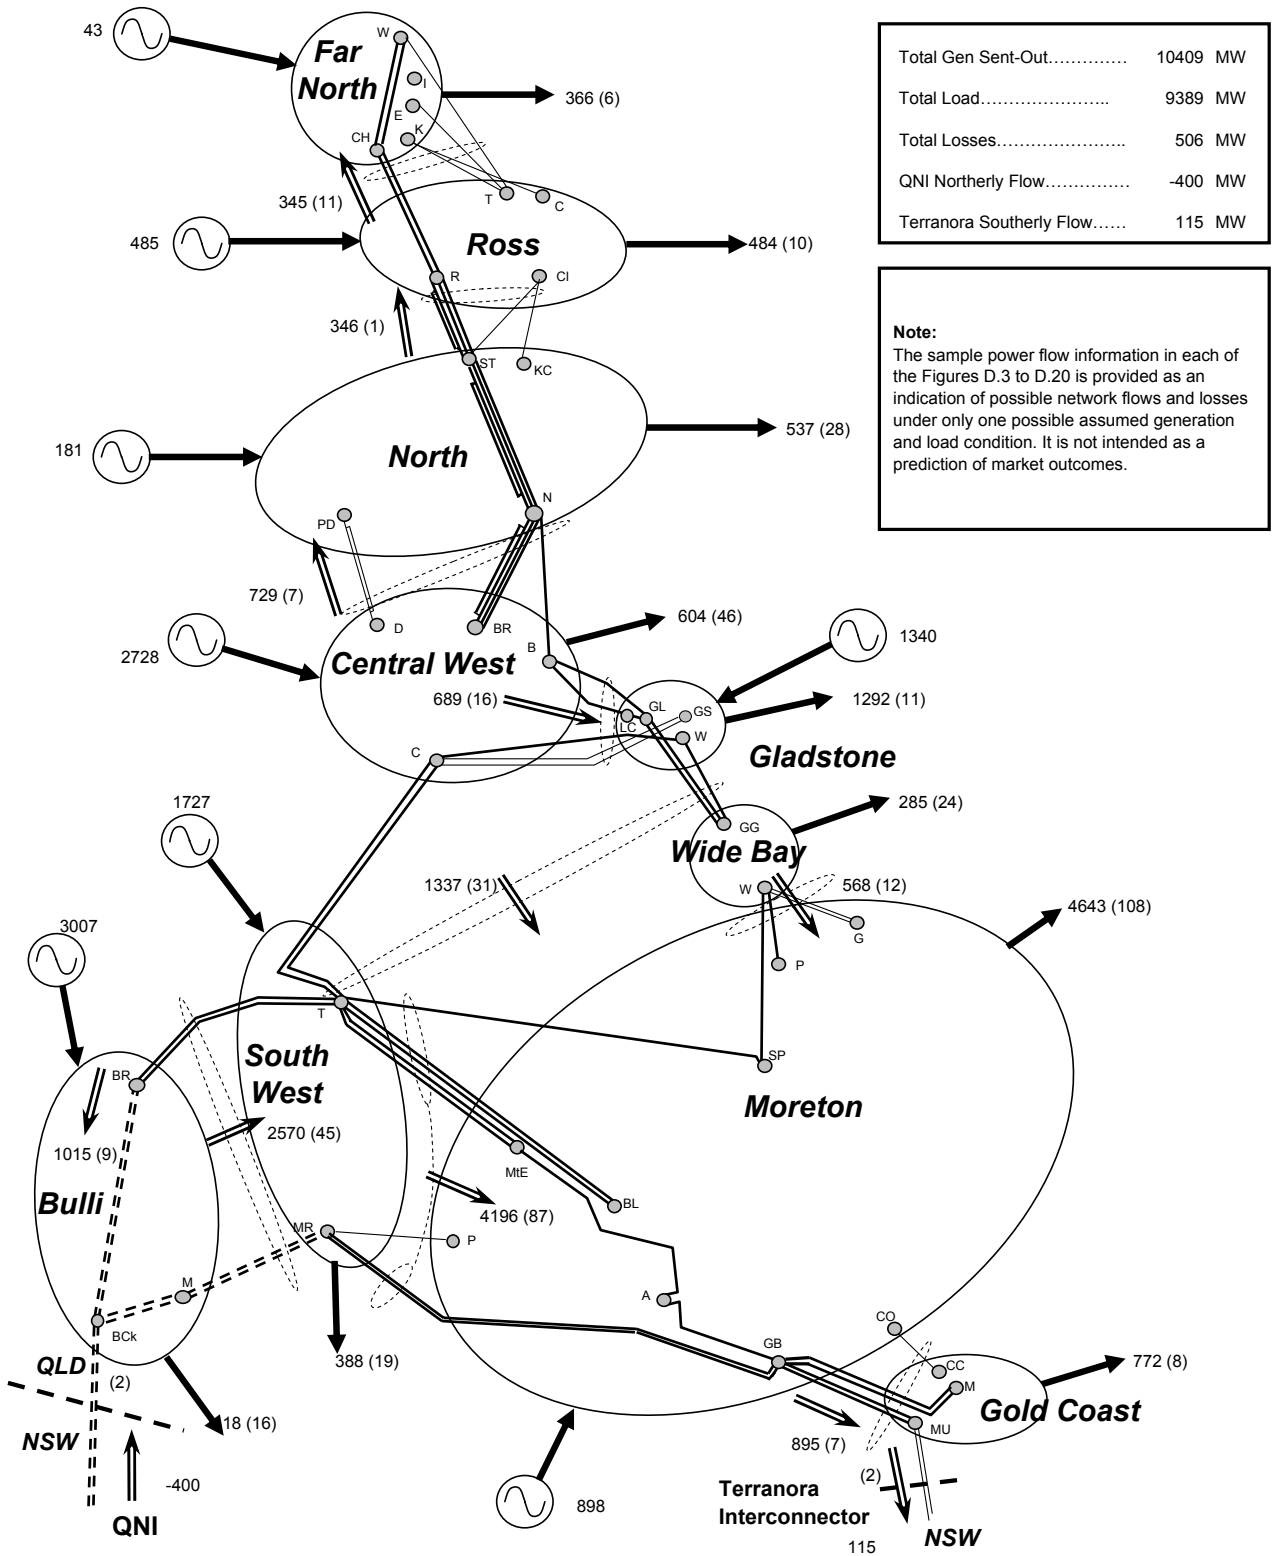 43
Far
North
W
I
E
K
CH
366 (6)
Total Gen Sent-Out.............. 10409 MW
Total Load........................ 9389 MW
Total Losses........................ 506 MW
QNI Northerly Flow............... -400 MW
Terranora Southerly Flow...... 115 MW
345 (11)
T
C
485
Ross
484 (10)
R
CI
346 (1)
ST
KC
Note:
The sample power flow information in each of
the Figures D.3 to D.20 is provided as an
indication of possible network flows and losses
under only one possible assumed generation
and load condition. It is not intended as a
prediction of market outcomes.
181
North
537 (28)
N
PD
729 (7)
D
BR
604 (46)
2728
Central West
B
1340
689 (16)
GL
GS
LC
W
1292 (11)
C
Gladstone
1727
285 (24)
GG
Wide Bay
1337 (31)
W
568 (12)
4643 (108)
G
P
3007
T
South
West
SP
BR
Moreton
2570 (45)
1015 (9)
MtE
Bulli
BL
4196 (87)
MR
P
M
A
BCk
CO
GB
CC
QLD
(2)
388 (19)
772 (8)
M
Gold Coast
18 (16)
NSW
MU
895 (7)
(2)
-400
QNI
898
Terranora
Interconnector
115
NSW